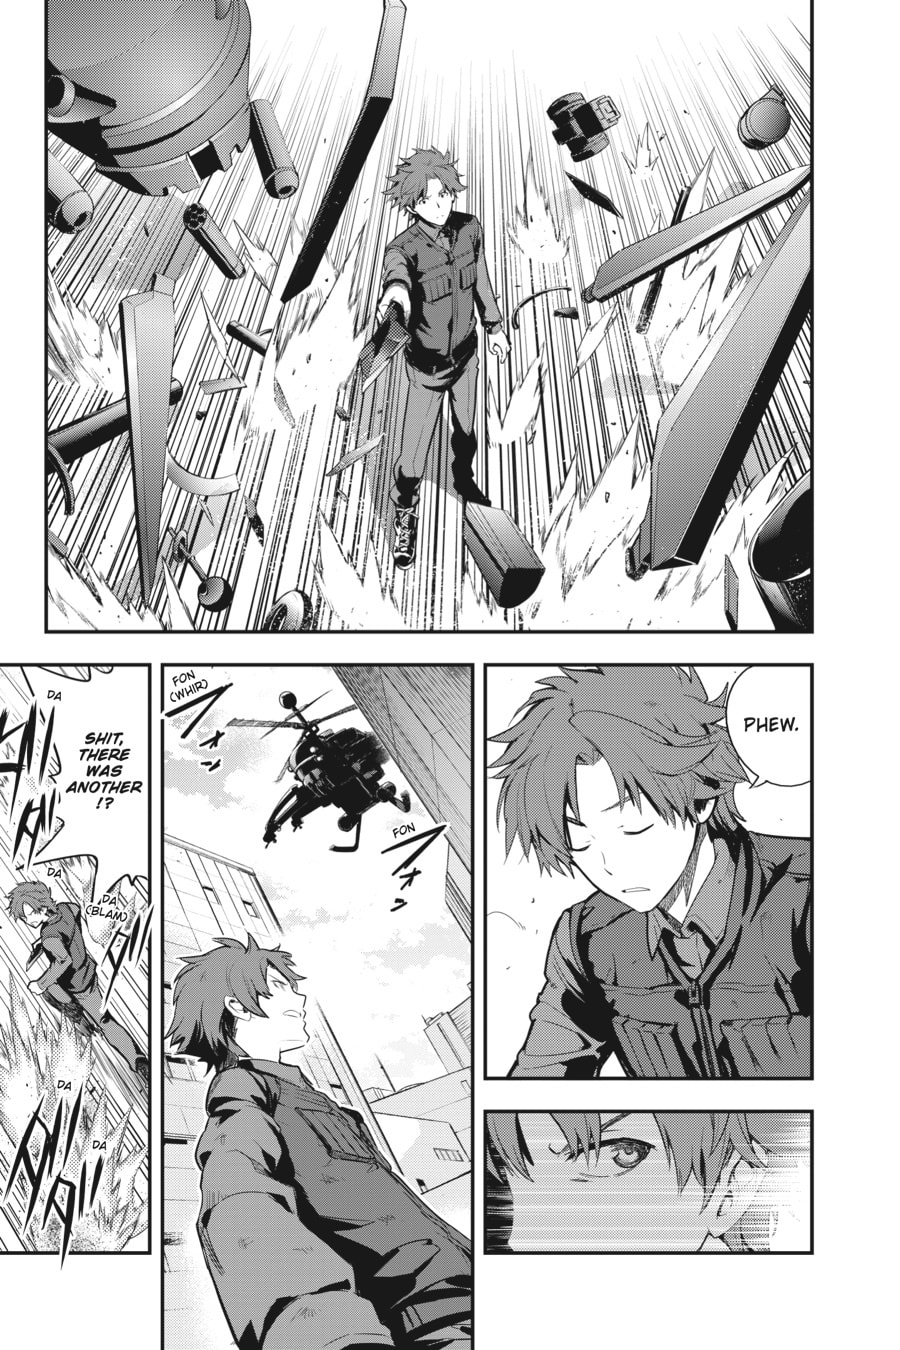 PHEW.
FON
(WHIR)
FON
SHIT,
THERE
WAS
ANOTHER
!?
DA
DA
DA
(BLAM)
DA
DA